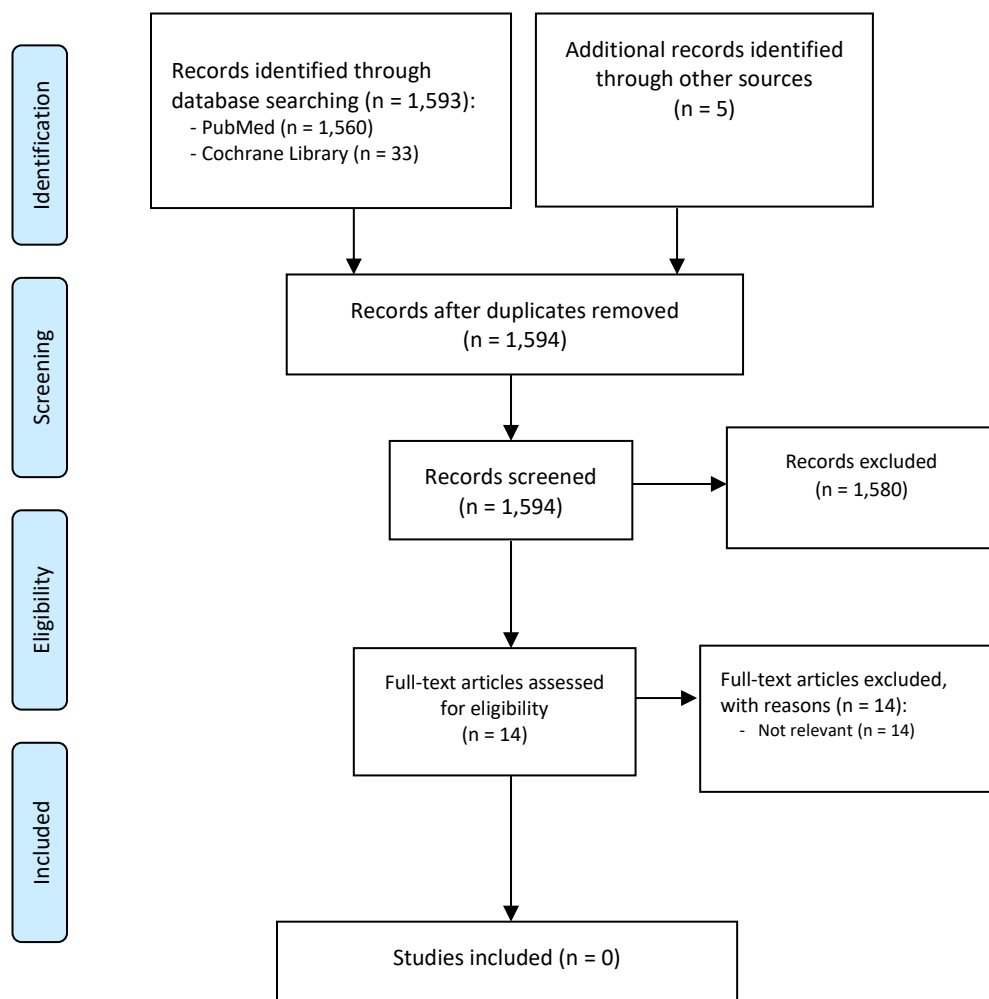 Identification
Records identified through
database searching (n = 1,593):
- PubMed (n = 1,560)
- Cochrane Library (n = 33)
Additional records identified
through other sources
(n = 5)
Screening
Records after duplicates removed
(n = 1,594)
Records screened
(n = 1,594)
Records excluded
(n = 1,580)
Eligibility
Full-text articles assessed
for eligibility
(n = 14)
Full-text articles excluded,
with reasons (n = 14):
- Not relevant (n = 14)
Included
Studies included (n = 0)